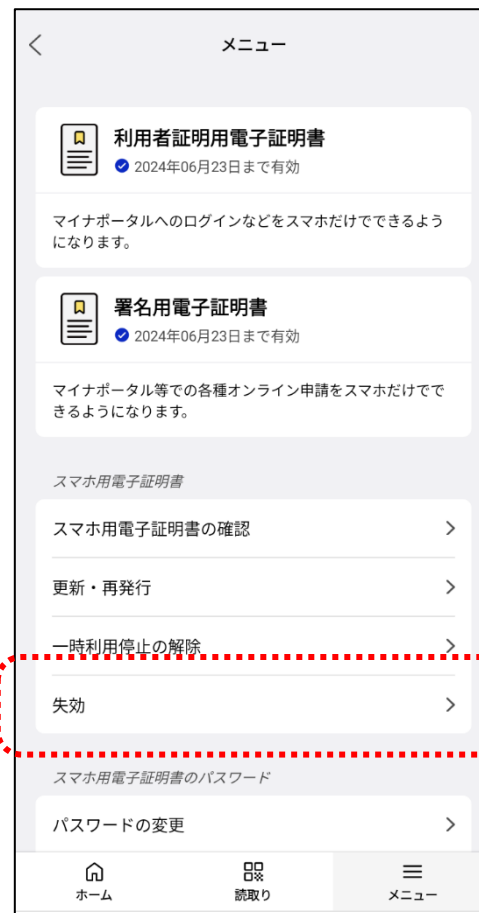 メニュー
利用者証明用電子証明書
2024年06月23日まで有効
マイナポータルへのログインなどをスマホだけでできるよう
になります。
署名用電子証明書
2024年06月23日まで有効
マイナポータル等での各種オンライン申請をスマホだけでで
きるようになります。
スマホ用電子証明書
スマホ用電子証明書の確認
更新・再発行
一時利用停止の解除
失効
スマホ用電子証明書のパスワード
パスワードの変更
ホーム 読取り メニュー